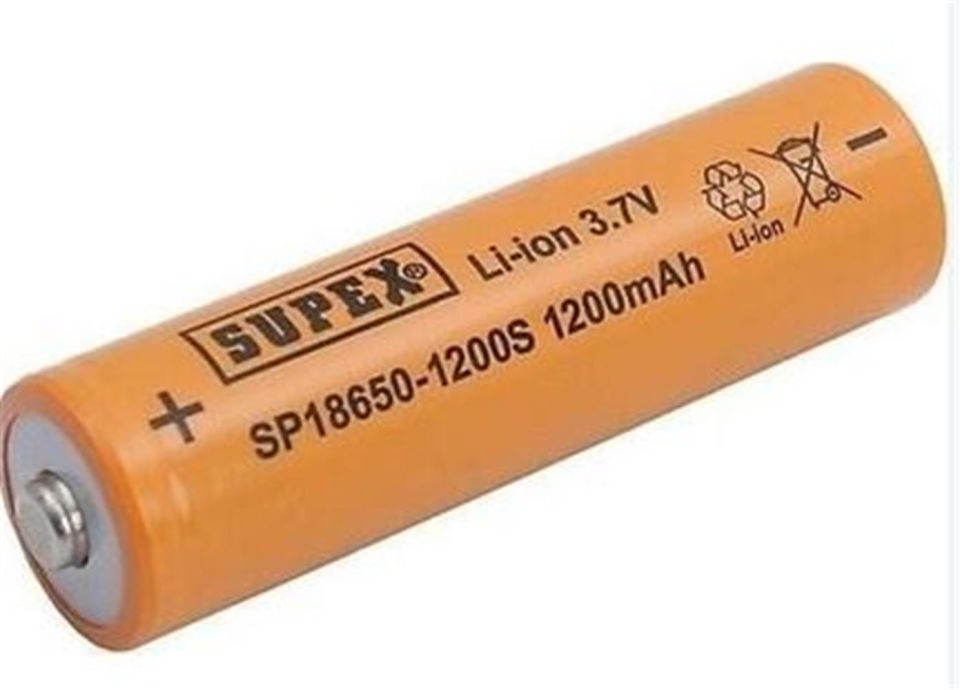 +
SUPEX®
Li-ion 3.7V
SP18650-1200S 1200mAh
Li-Ion
-